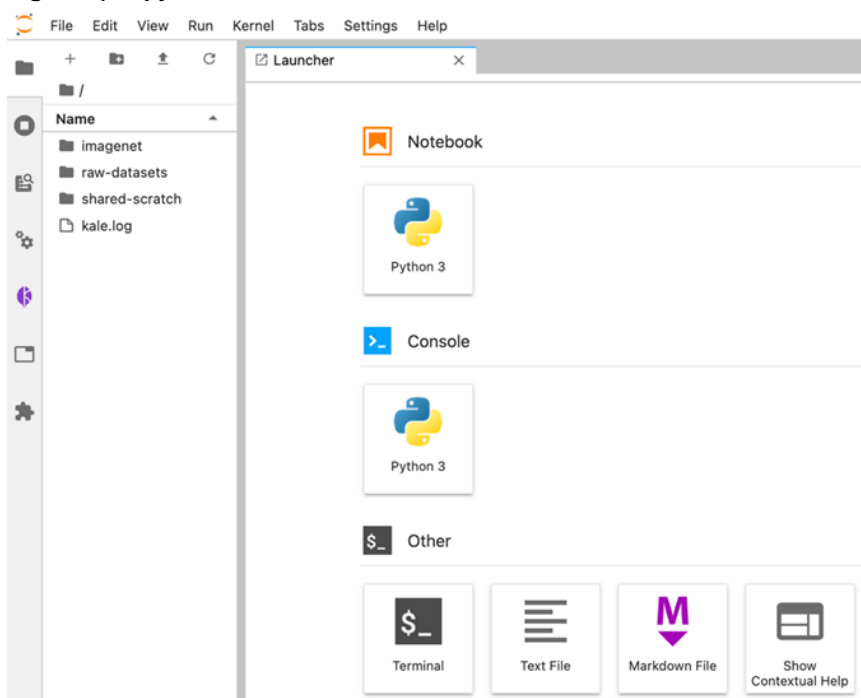 File Edit View Run Kernel Tabs Settings Help
Launcher
/
Name
imagenet
raw-datasets
shared-scratch
kale.log
Notebook
Python 3
Console
Python 3
$_ Other
$_
M
Terminal Text File Markdown File Show
Contextual Help